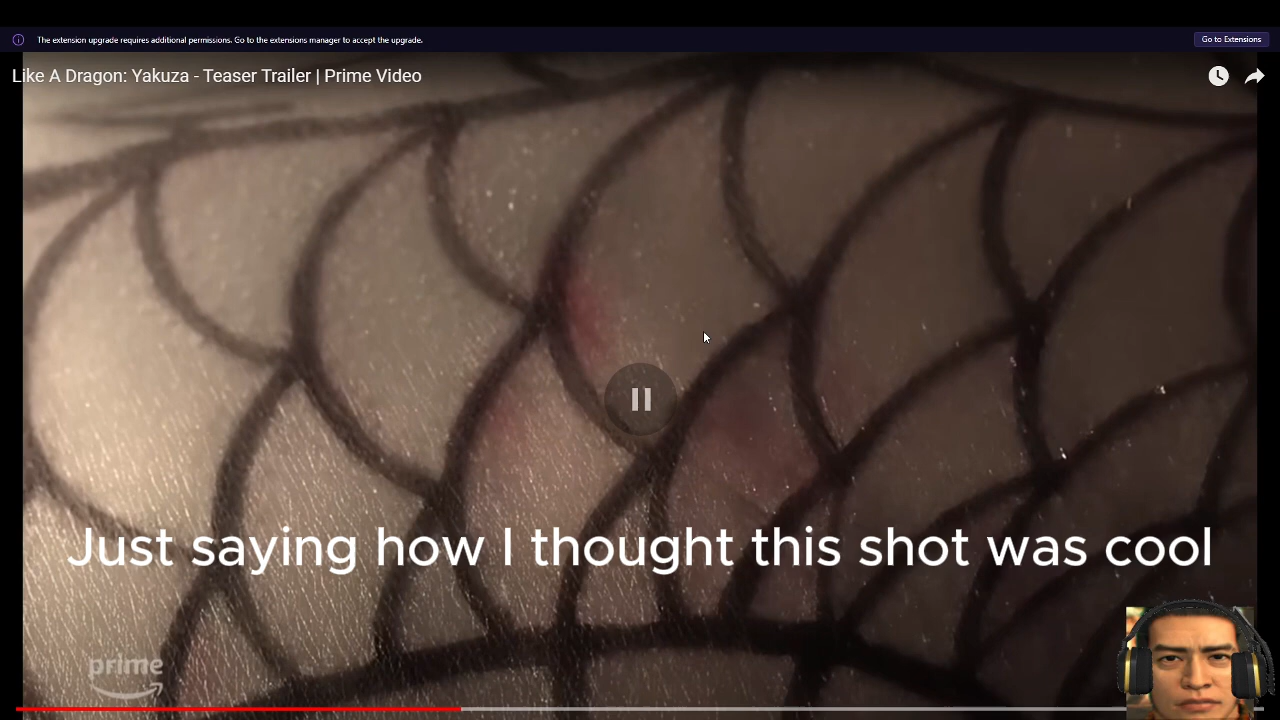 The extension upgrade requires additional permissions. Go to the extensions manager to accept the upgrade.
Go to Extensions
Like A Dragon: Yakuza - Teaser Trailer | Prime Video
Just saying how I thought this shot was cool
prime